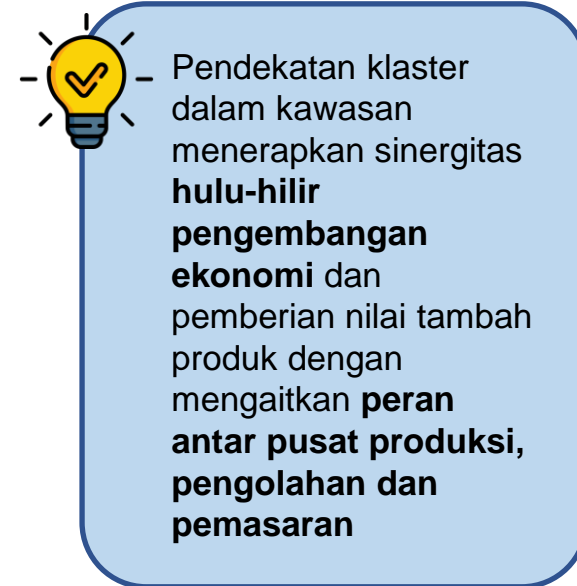 Pendekatan klaster
dalam kawasan
menerapkan sinergitas
hulu-hilir
pengembangan
ekonomi dan
pemberian nilai tambah
produk dengan
mengaitkan peran
antar pusat produksi,
pengolahan dan
pemasaran